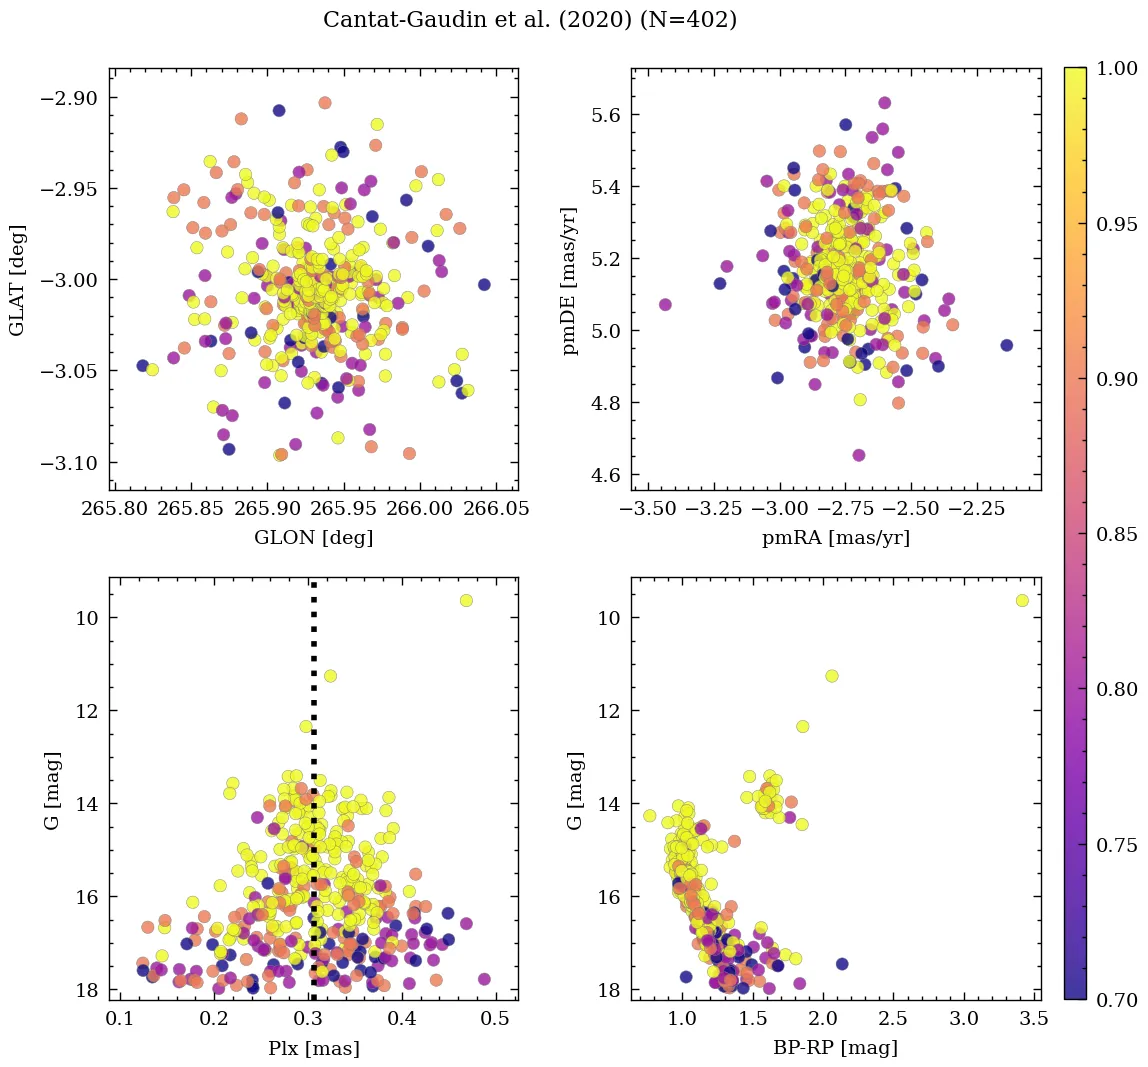 Cantat-Gaudin et al. (2020) (N=402)
−2.90
−2.95
−3.00
−3.05
−3.10
GLAT [deg]
265.80 265.85 265.90 265.95 266.00 266.05
GLON [deg]
5.6
5.4
5.2
5.0
4.8
4.6
pmDE [mas/yr]
−3.50 −3.25 −3.00 −2.75 −2.50 −2.25
pmRA [mas/yr]
10
12
14
16
18
G [mag]
0.1 0.2 0.3 0.4 0.5
Plx [mas]
10
12
14
16
18
G [mag]
1.0 1.5 2.0 2.5 3.0 3.5
BP-RP [mag]
1.00
0.95
0.90
0.85
0.80
0.75
0.70